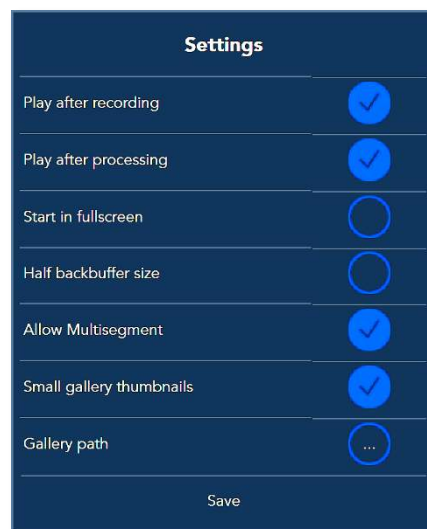 Settings
Play after recording
Play after processing
Start in fullscreen
Half backbuffer size
Allow Multisegment
Small gallery thumbnails
Gallery path
...
Save